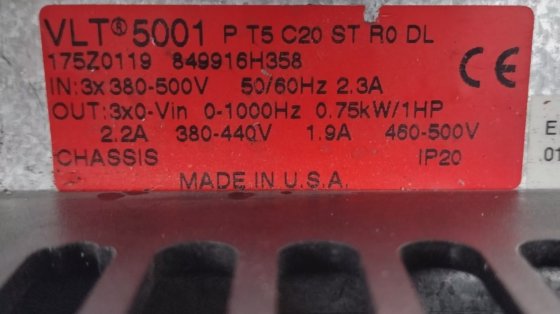 VLT® 5001 P T5 C20 ST R0 DL
175Z0119 849916H358
IN:3x380-500V 50/60Hz 2.3A
OUT:3x0-Vin 0-1000Hz 0.75kW/1HP
2.2A 380-440V 1.9A 460-500V
CHASSIS IP20
MADE IN U.S.A.
CE
E
01